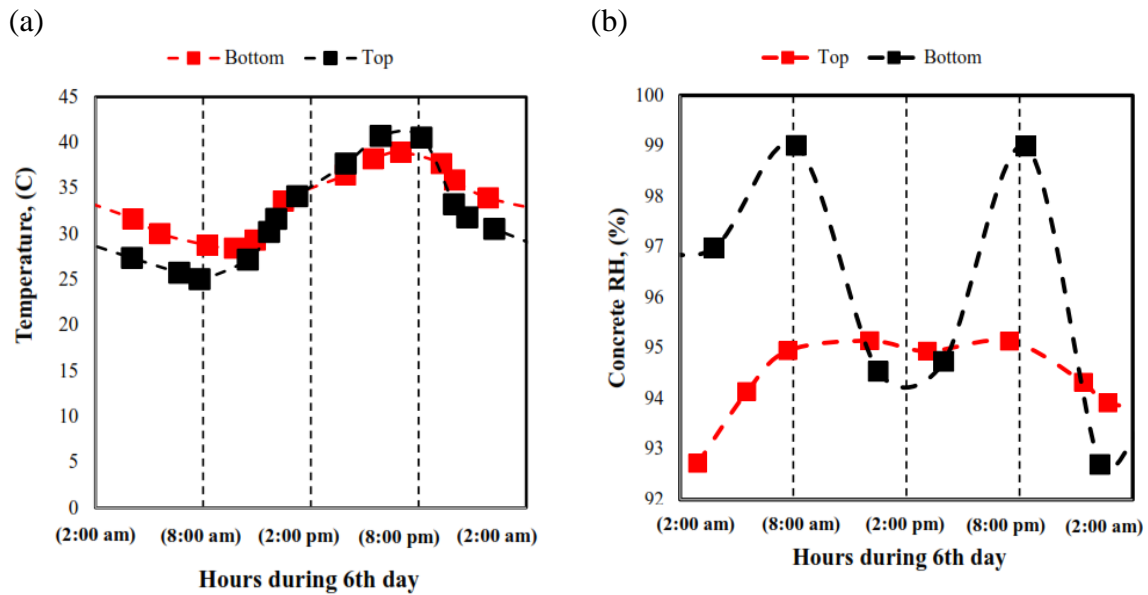 (a)
Bottom Top
Temperature, (C)
45
40
35
30
25
20
15
10
5
0
(2:00 am) (8:00 am) (2:00 pm) (8:00 pm) (2:00 am)
Hours during 6th day
(b)
Top Bottom
Concrete RH, (%)
100
99
98
97
96
95
94
93
92
(2:00 am) (8:00 am) (2:00 pm) (8:00 pm) (2:00 am)
Hours during 6th day